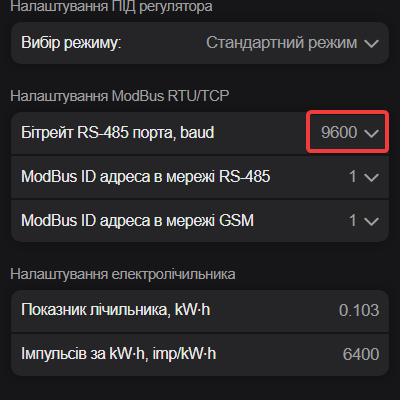 Налаштування ПІД регулятора
Вибір режиму: Стандартний режим
Налаштування ModBus RTU/TCP
Бітрейт RS-485 порта, baud 9600
ModBus ID адреса в мережі RS-485 1
ModBus ID адреса в мережі GSM 1
Налаштування електролічильника
Показник лічильника, kW·h 0.103
Імпульсів за kW·h, imp/kW·h 6400